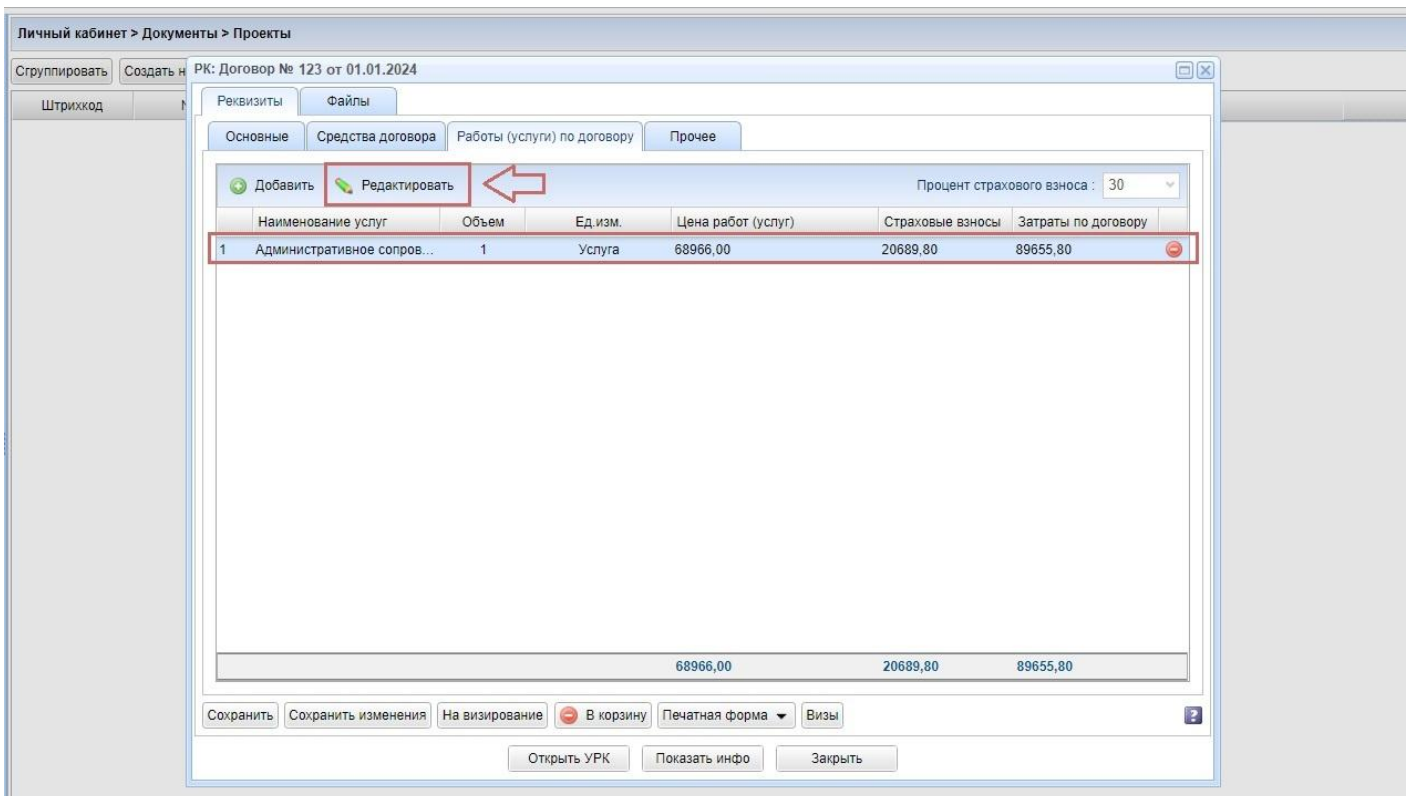 Личный кабинет > Документы > Проекты
Сгруппировать Создать н
РК: Договор № 123 от 01.01.2024
Штрихкод
Реквизиты Файлы
Основные Средства договора Работы (услуги) по договору Прочее
Добавить Редактировать Процент страхового взноса : 30
Наименование услуг Объем Ед.изм. Цена работ (услуг) Страховые взносы Затраты по договору
1 Административное сопров... 1 Услуга 68966,00 20689,80 89655,80
68966,00 20689,80 89655,80
Сохранить Сохранить изменения На визирование В корзину Печатная форма Визы ?
Открыть УРК Показать инфо Закрыть